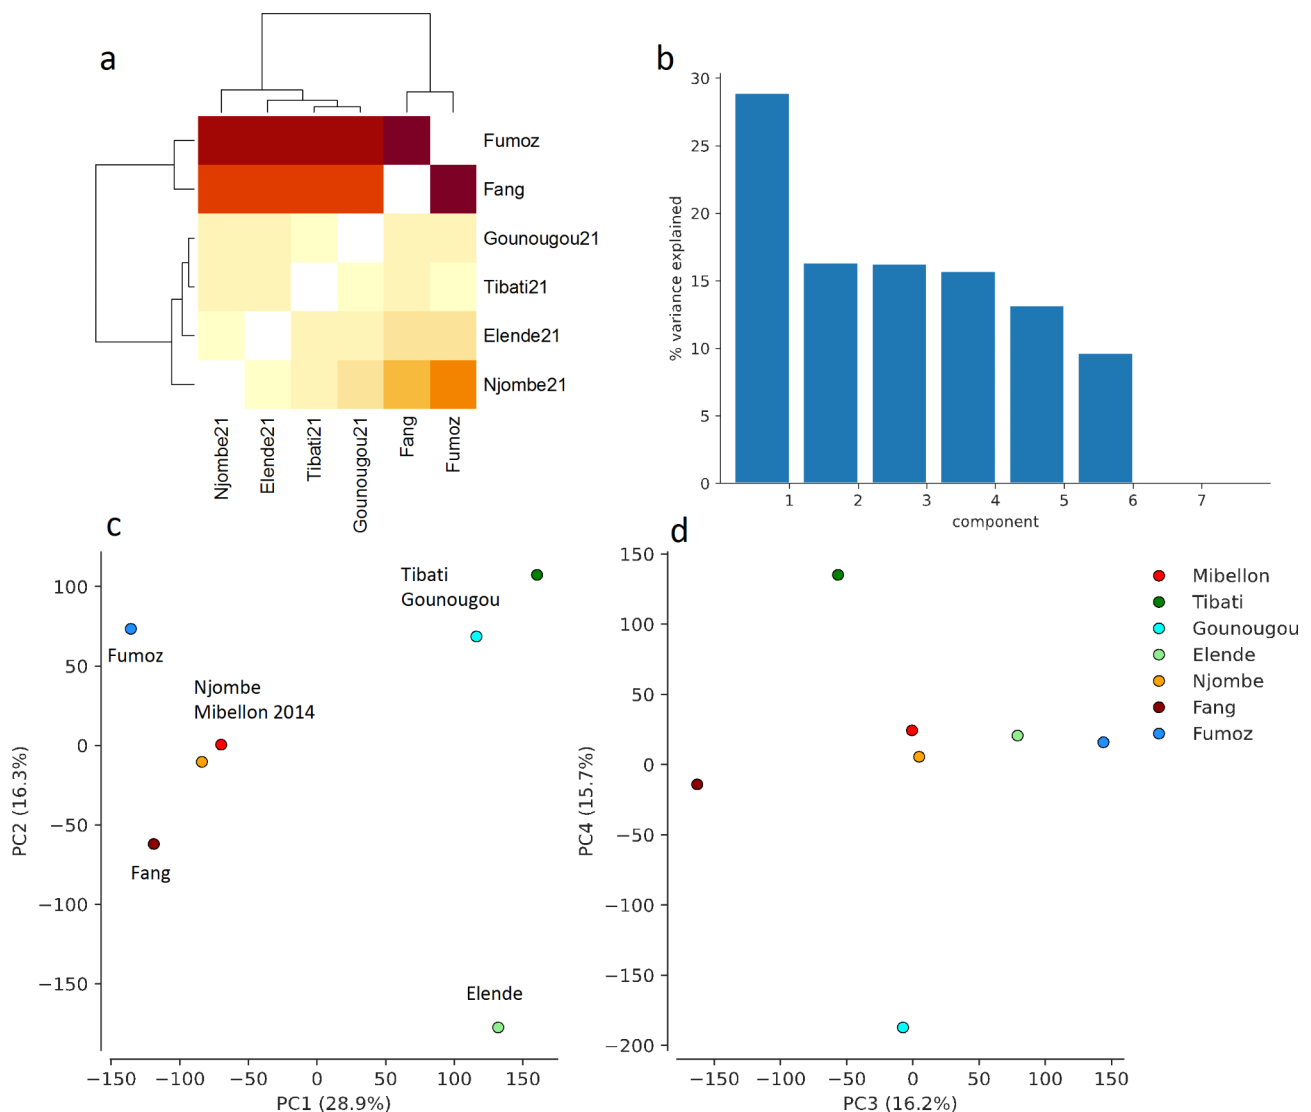 a
Fumoz
Fang
Gounougou21
Tibati21
Elende21
Njombe21
Njombe21
Elende21
Tibati21
Gounougou21
Fang
Fumoz
b
30
25
20
15
10
5
0
% variance explained
1 2 3 4 5 6 7
component
c
100
50
0
−50
−100
−150
PC2 (16.3%)
Tibati
Gounougou
Fumoz
Njombe
Mibellon 2014
Fang
Elende
−150 −100 −50 0 50 100 150
PC1 (28.9%)
d
150
100
50
0
−50
−100
−150
−200
PC4 (15.7%)
−150 −100 −50 0 50 100 150
PC3 (16.2%)
Mibellon
Tibati
Gounougou
Elende
Njombe
Fang
Fumoz